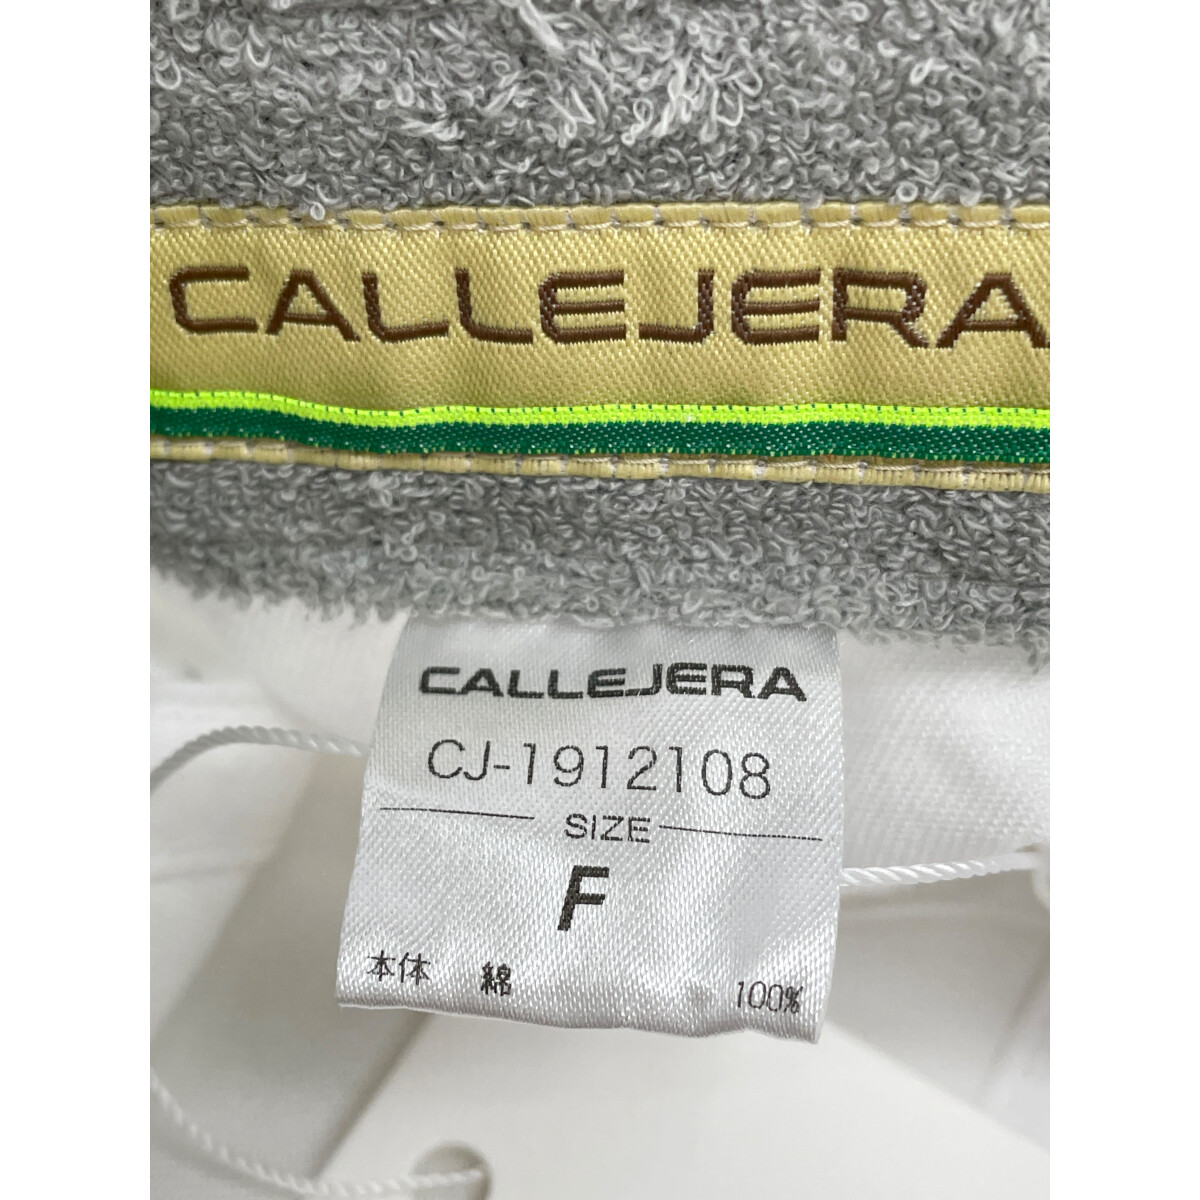 CALLEJERA
CALLEJERA
CJ-1912108
SIZE
F
本体 綿 100%